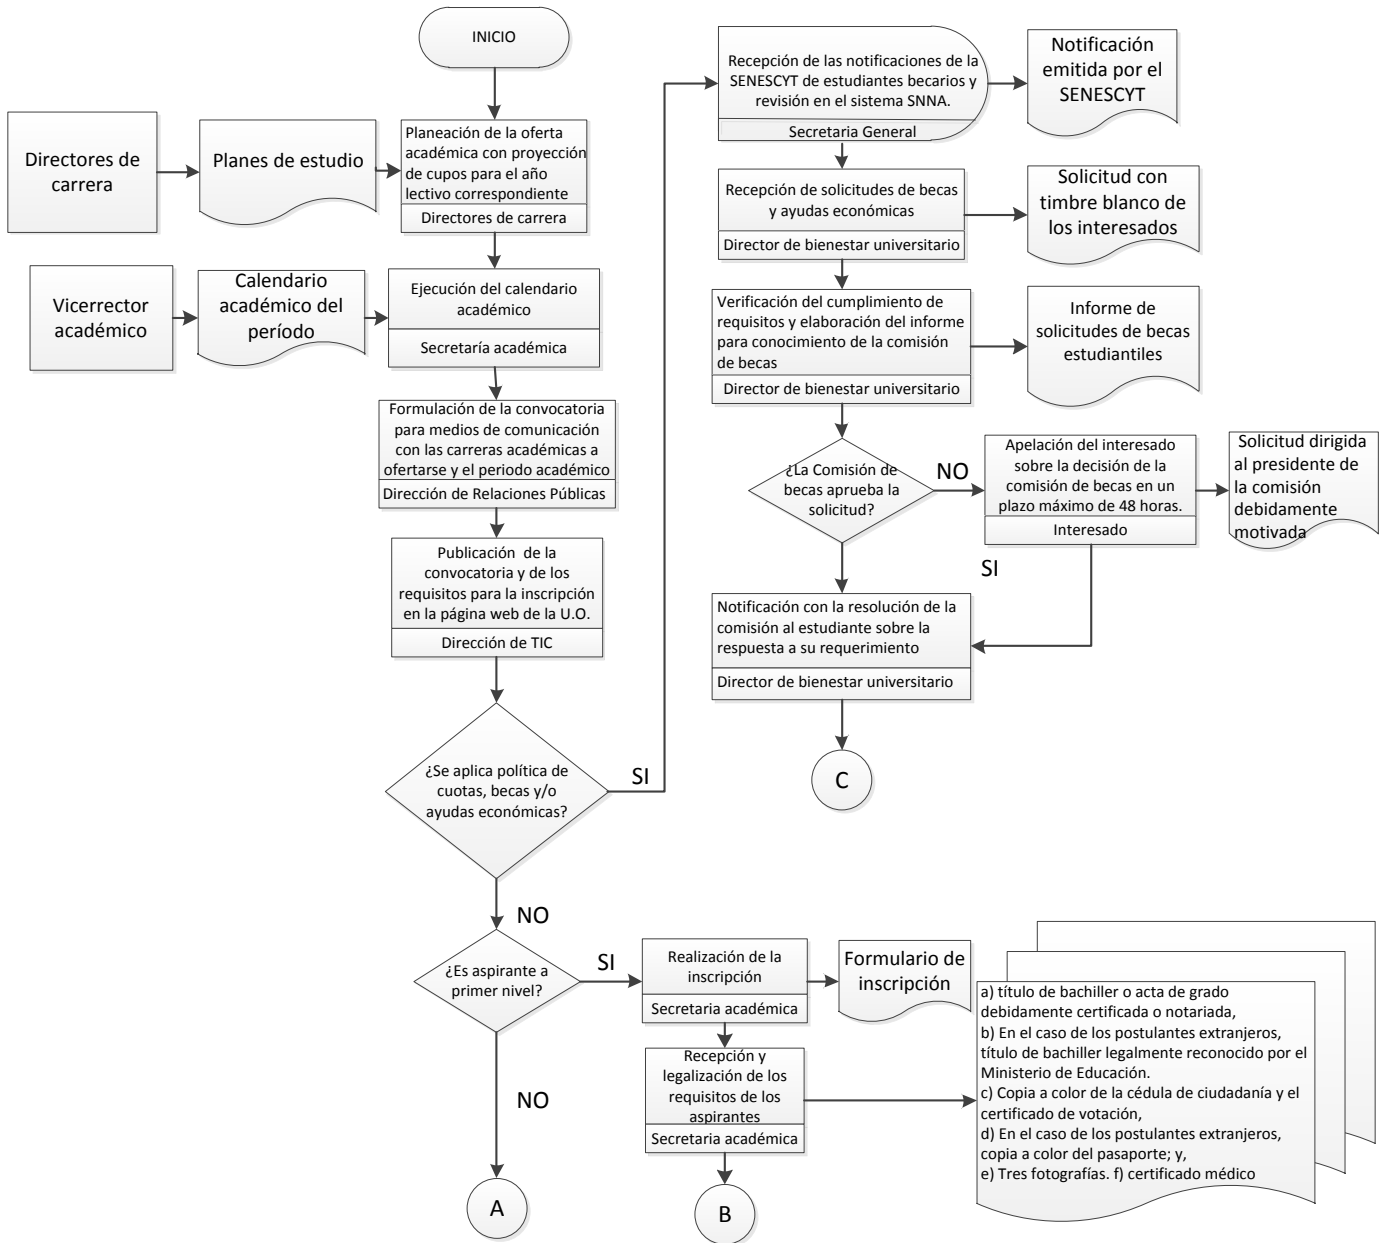 INICIO
Directores de
carrera
Planes de estudio
Planeación de la oferta
académica con proyección
de cupos para el año
lectivo correspondiente
Directores de carrera
Vicerrector
académico
Calendario
académico del
período
Ejecución del calendario
académico
Secretaría académica
Formulación de la convocatoria
para medios de comunicación
con las carreras académicas a
ofertarse y el periodo académico
Dirección de Relaciones Públicas
Publicación de la
convocatoria y de los
requisitos para la inscripción
en la página web de la U.O.
Dirección de TIC
¿Se aplica política de
cuotas, becas y/o
ayudas económicas?
SI
NO
Recepción de las notificaciones de la
SENESCYT de estudiantes becarios y
revisión en el sistema SNNA.
Secretaria General
Notificación
emitida por el
SENESCYT
Recepción de solicitudes de becas
y ayudas económicas
Director de bienestar universitario
Solicitud con
timbre blanco de
los interesados
Verificación del cumplimiento de
requisitos y elaboración del informe
para conocimiento de la comisión
de becas
Director de bienestar universitario
Informe de
solicitudes de becas
estudiantiles
¿La Comisión de
becas aprueba la
solicitud?
NO
Apelación del interesado
sobre la decisión de la
comisión de becas en un
plazo máximo de 48 horas.
Interesado
Solicitud dirigida
al presidente de
la comisión
debidamente
motivada
SI
Notificación con la resolución de la
comisión al estudiante sobre la
respuesta a su requerimiento
Director de bienestar universitario
C
¿Es aspirante a
primer nivel?
SI
NO
A
Realización de la
inscripción
Secretaria académica
Formulario de
inscripción
Recepción y
legalización de los
requisitos de los
aspirantes
Secretaria académica
B
a) título de bachiller o acta de grado
debidamente certificada o notariada,
b) En el caso de los postulantes extranjeros,
título de bachiller legalmente reconocido por el
Ministerio de Educación.
c) Copia a color de la cédula de ciudadanía y el
certificado de votación,
d) En el caso de los postulantes extranjeros,
copia a color del pasaporte; y,
e) Tres fotografías. f) certificado médico